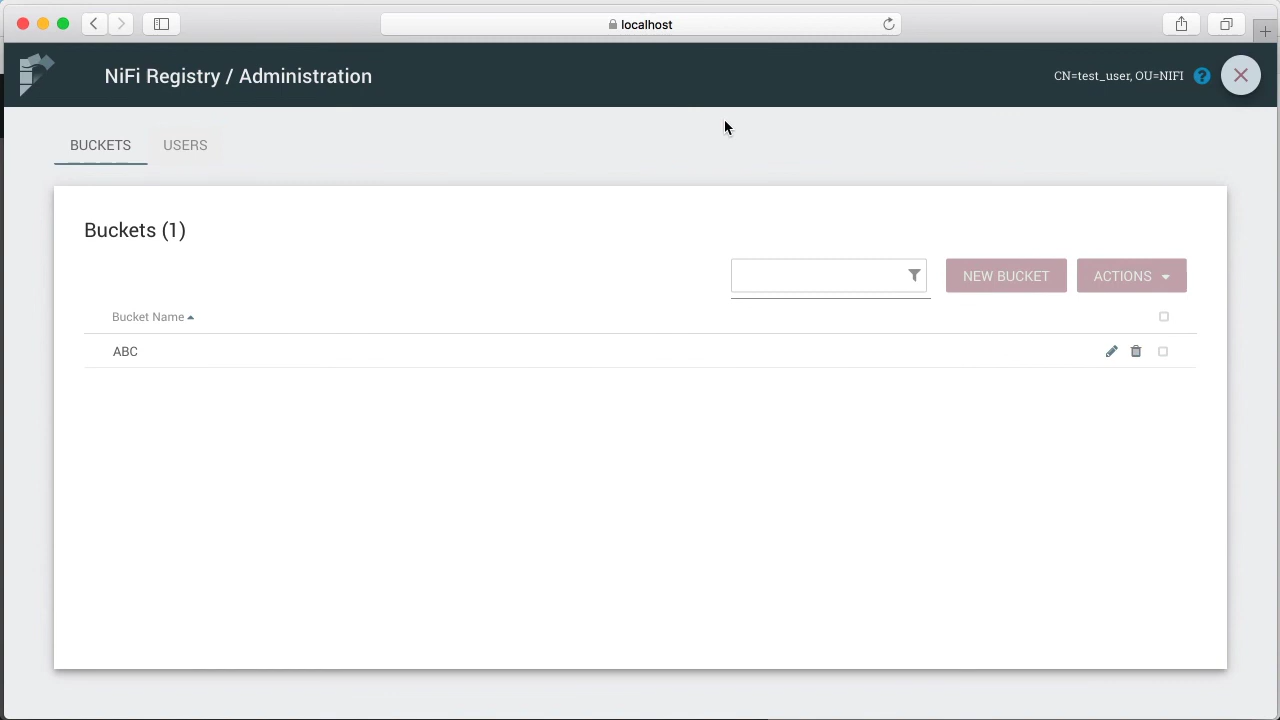 localhost
NiFi Registry / Administration
CN=test_user, OU=NIFI ?
BUCKETS USERS
Buckets (1)
NEW BUCKET ACTIONS
Bucket Name
ABC